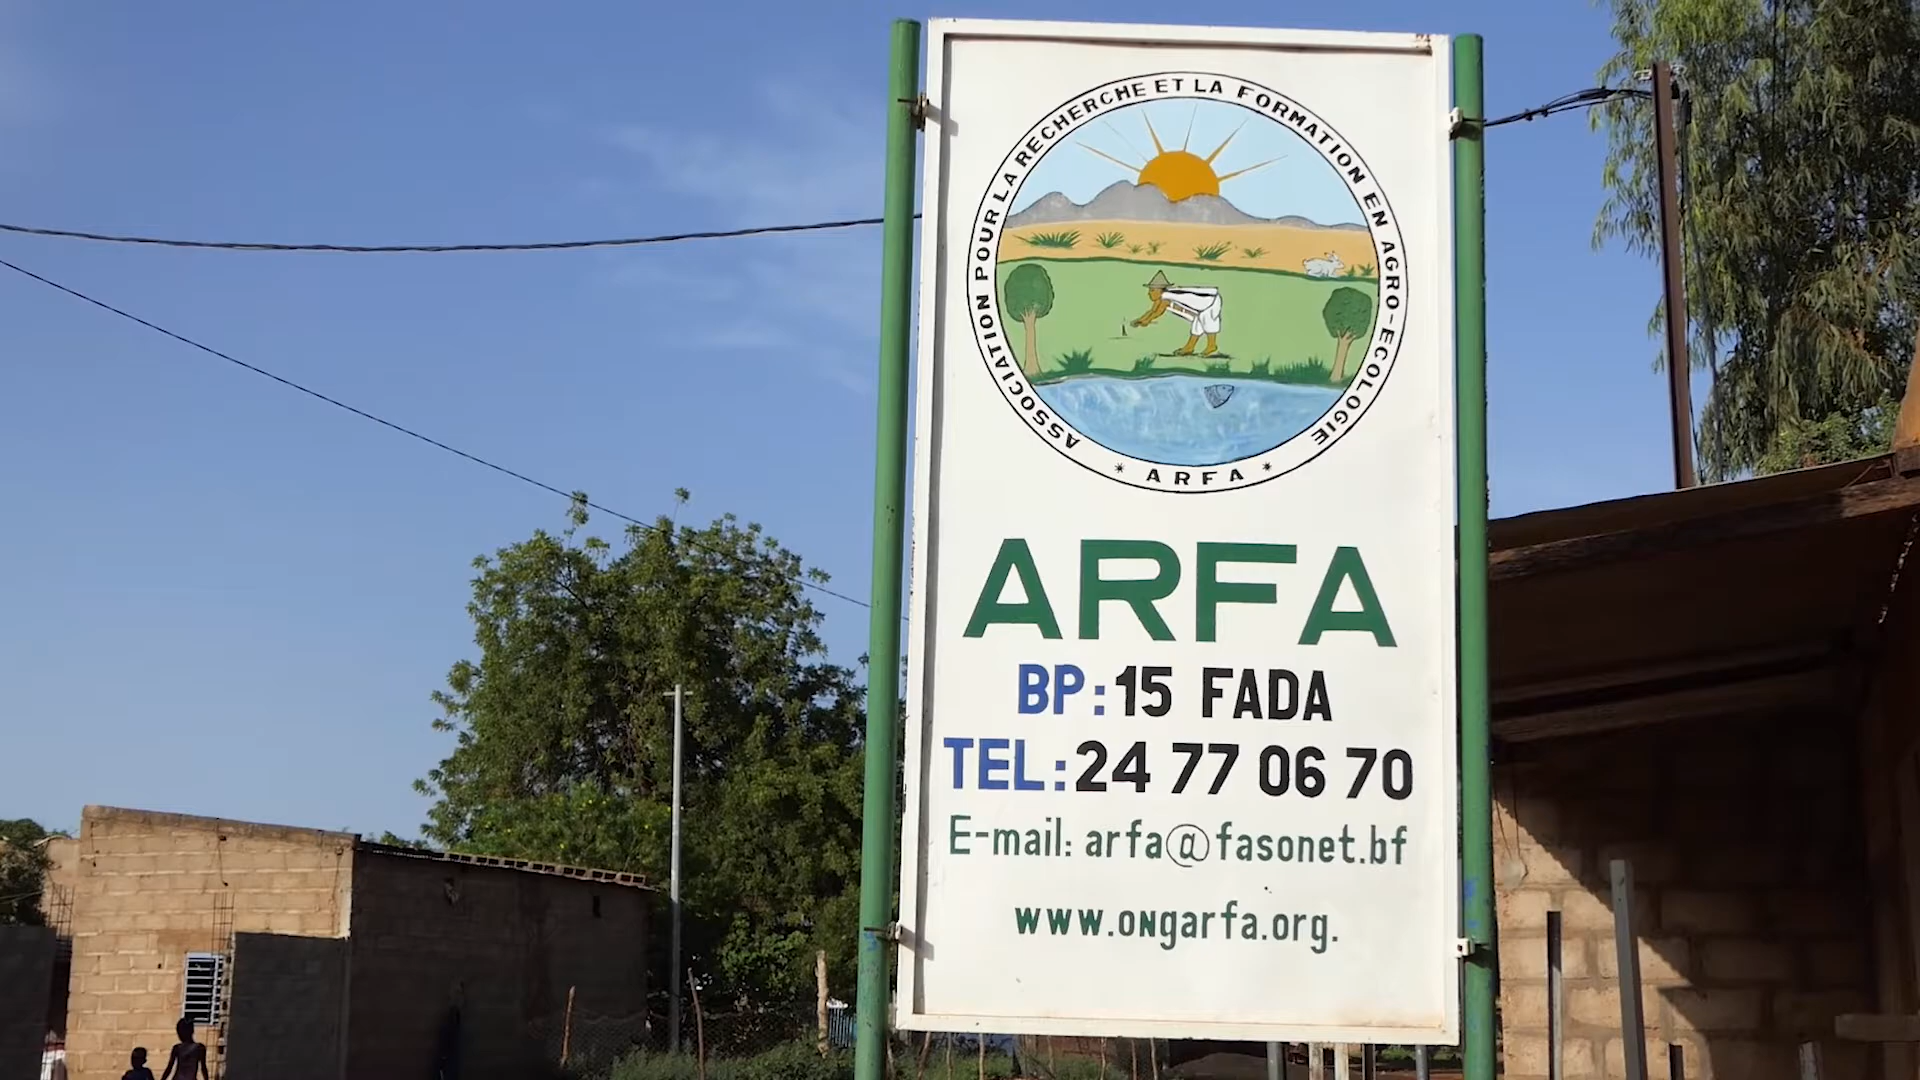 ASSOCIATION POUR LA RECHERCHE ET LA FORMATION EN AGRO-ECOLOGIE
* ARFA *
ARFA
BP: 15 FADA
TEL: 24 77 06 70
E-mail: arfa@fasonet.bf
www.ongarfa.org.